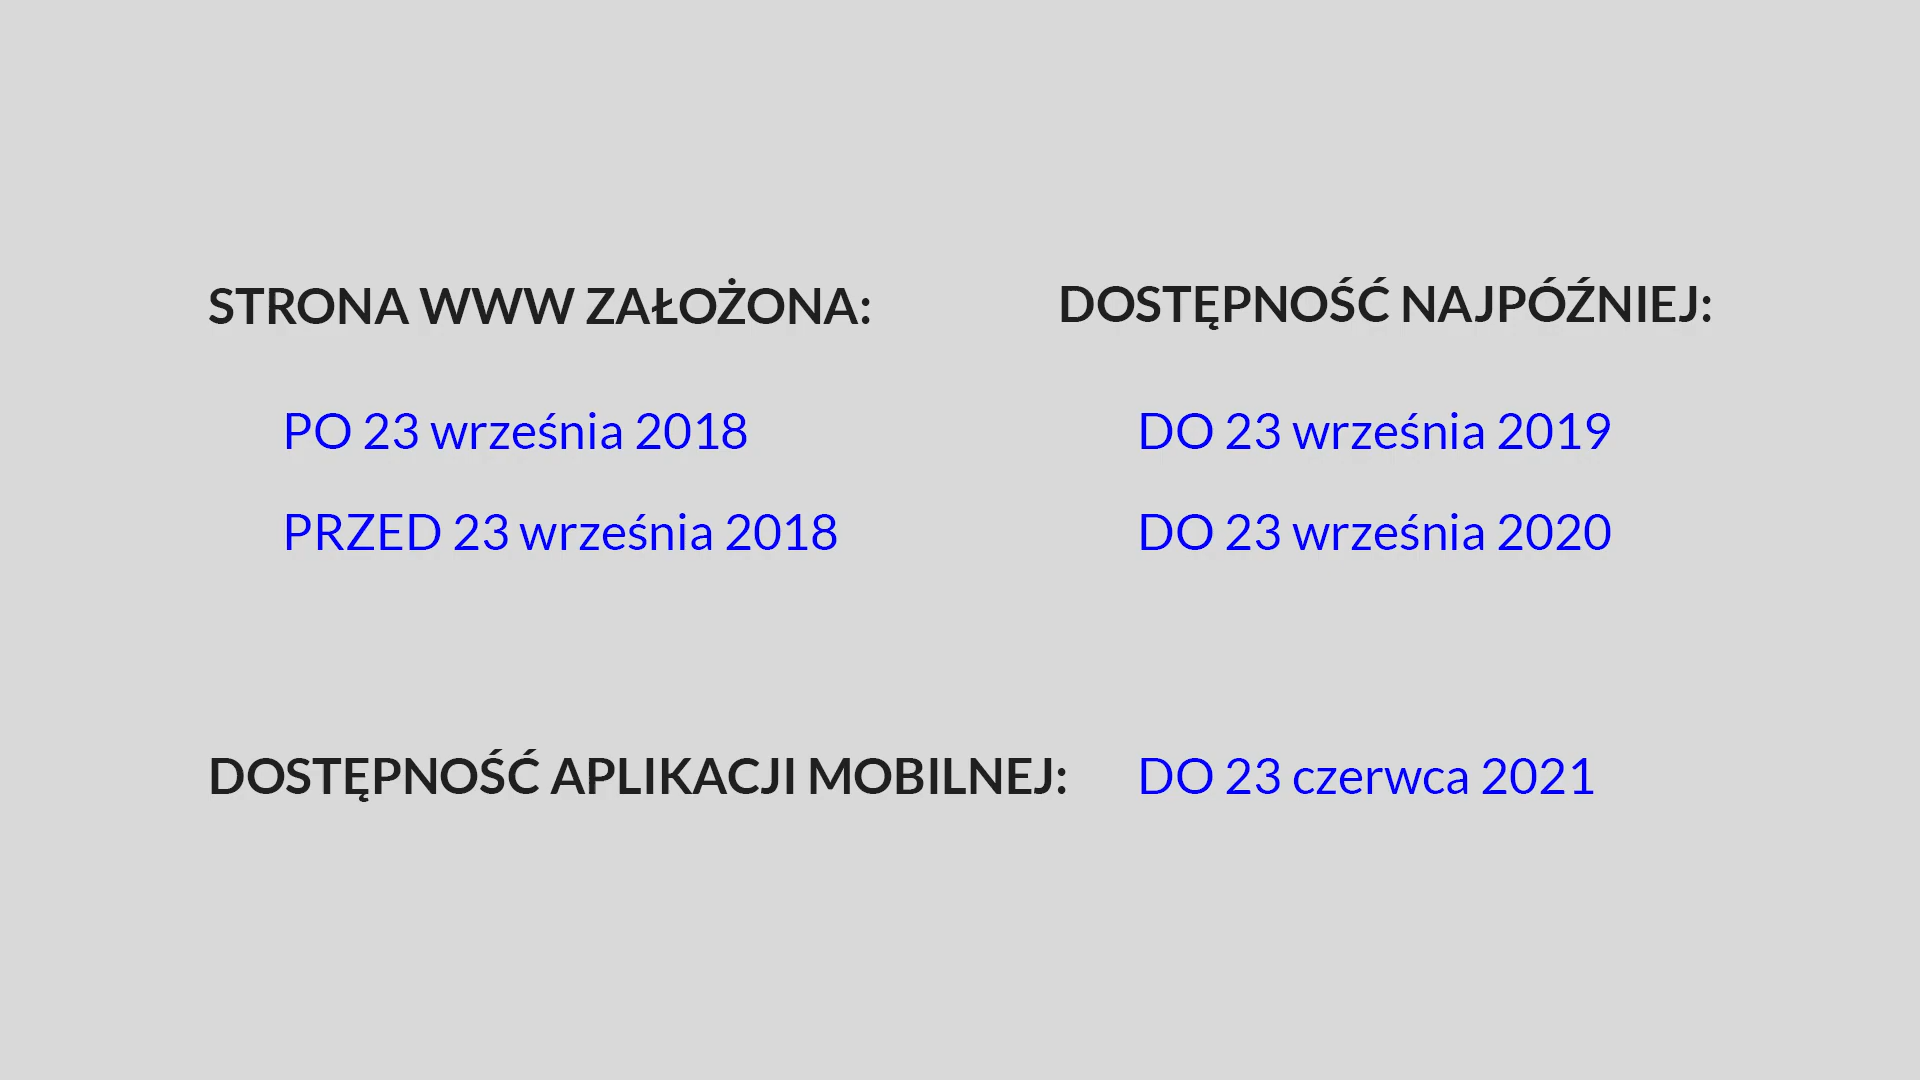 STRONA WWW ZAŁOŻONA: DOSTĘPNOŚĆ NAJPÓŹNIEJ:
PO 23 września 2018 DO 23 września 2019
PRZED 23 września 2018 DO 23 września 2020
DOSTĘPNOŚĆ APLIKACJI MOBILNEJ: DO 23 czerwca 2021